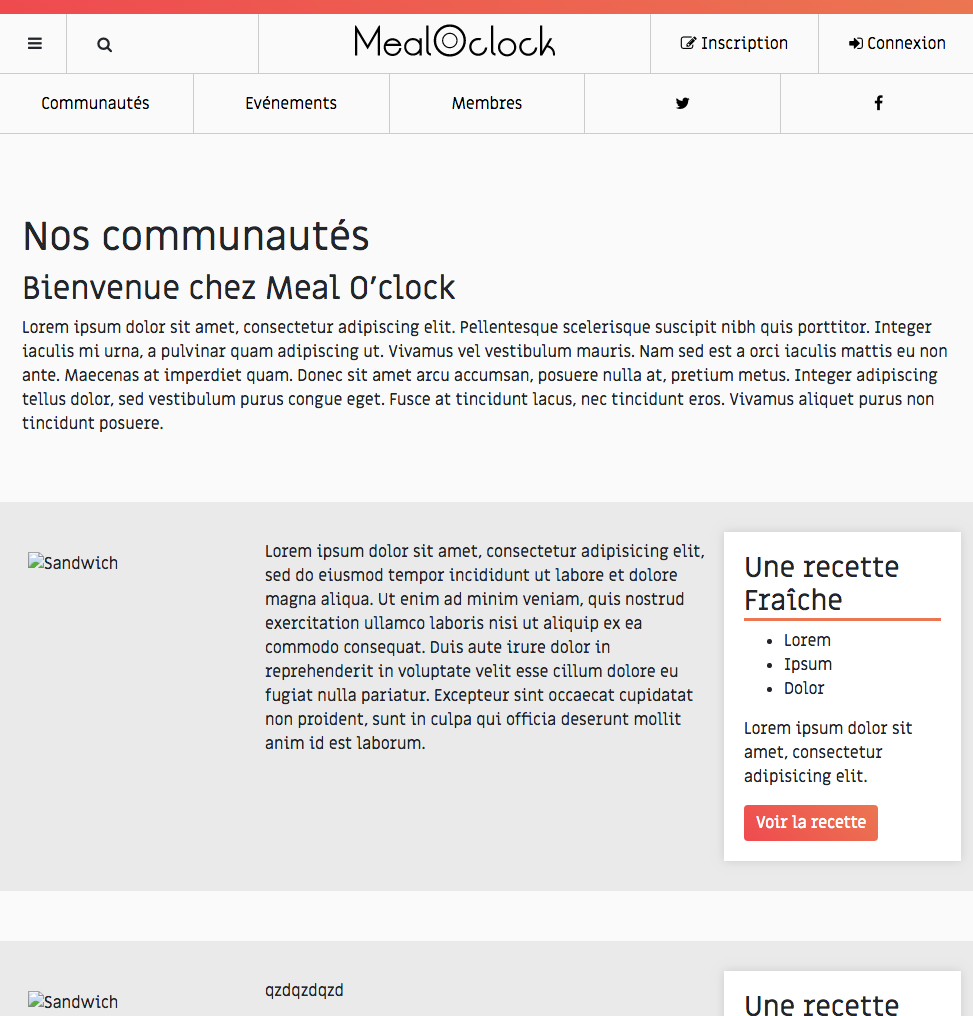 MealOclock
Inscription
Connexion
Communautés
Evénements
Membres
Nos communautés
Bienvenue chez Meal O’clock
Lorem ipsum dolor sit amet, consectetur adipiscing elit. Pellentesque scelerisque suscipit nibh quis porttitor. Integer
iaculis mi urna, a pulvinar quam adipiscing ut. Vivamus vel vestibulum mauris. Nam sed est a orci iaculis mattis eu non
ante. Maecenas at imperdiet quam. Donec sit amet arcu accumsan, posuere nulla at, pretium metus. Integer adipiscing
tellus dolor, sed vestibulum purus congue eget. Fusce at tincidunt lacus, nec tincidunt eros. Vivamus aliquet purus non
tincidunt posuere.
Sandwich
Lorem ipsum dolor sit amet, consectetur adipisicing elit,
sed do eiusmod tempor incididunt ut labore et dolore
magna aliqua. Ut enim ad minim veniam, quis nostrud
exercitation ullamco laboris nisi ut aliquip ex ea
commodo consequat. Duis aute irure dolor in
reprehenderit in voluptate velit esse cillum dolore eu
fugiat nulla pariatur. Excepteur sint occaecat cupidatat
non proident, sunt in culpa qui officia deserunt mollit
anim id est laborum.
Une recette
Fraîche
Lorem
Ipsum
Dolor
Lorem ipsum dolor sit
amet, consectetur
adipisicing elit.
Voir la recette
Sandwich
qzdqzdqzd
Une recette